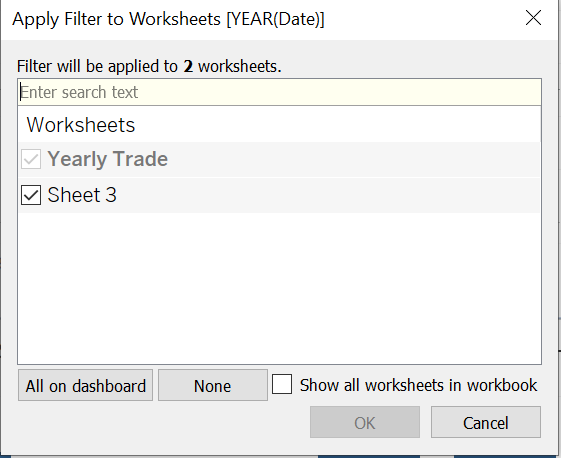 Apply Filter to Worksheets [YEAR(Date)]
Filter will be applied to 2 worksheets.
Enter search text
Worksheets
Yearly Trade
Sheet 3
All on dashboard None Show all worksheets in workbook
OK Cancel